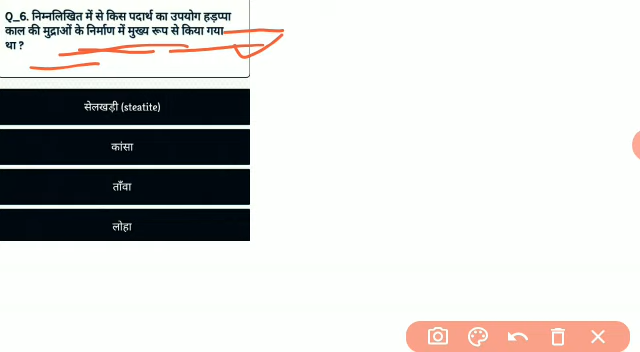 Q_6. निम्नलिखित में से किस पदार्थ का उपयोग हड़प्पा
काल की मुद्राओं के निर्माण में मुख्य रूप से किया गया
था ?
सेलखड़ी (steatite)
कांसा
ताँवा
लोहा